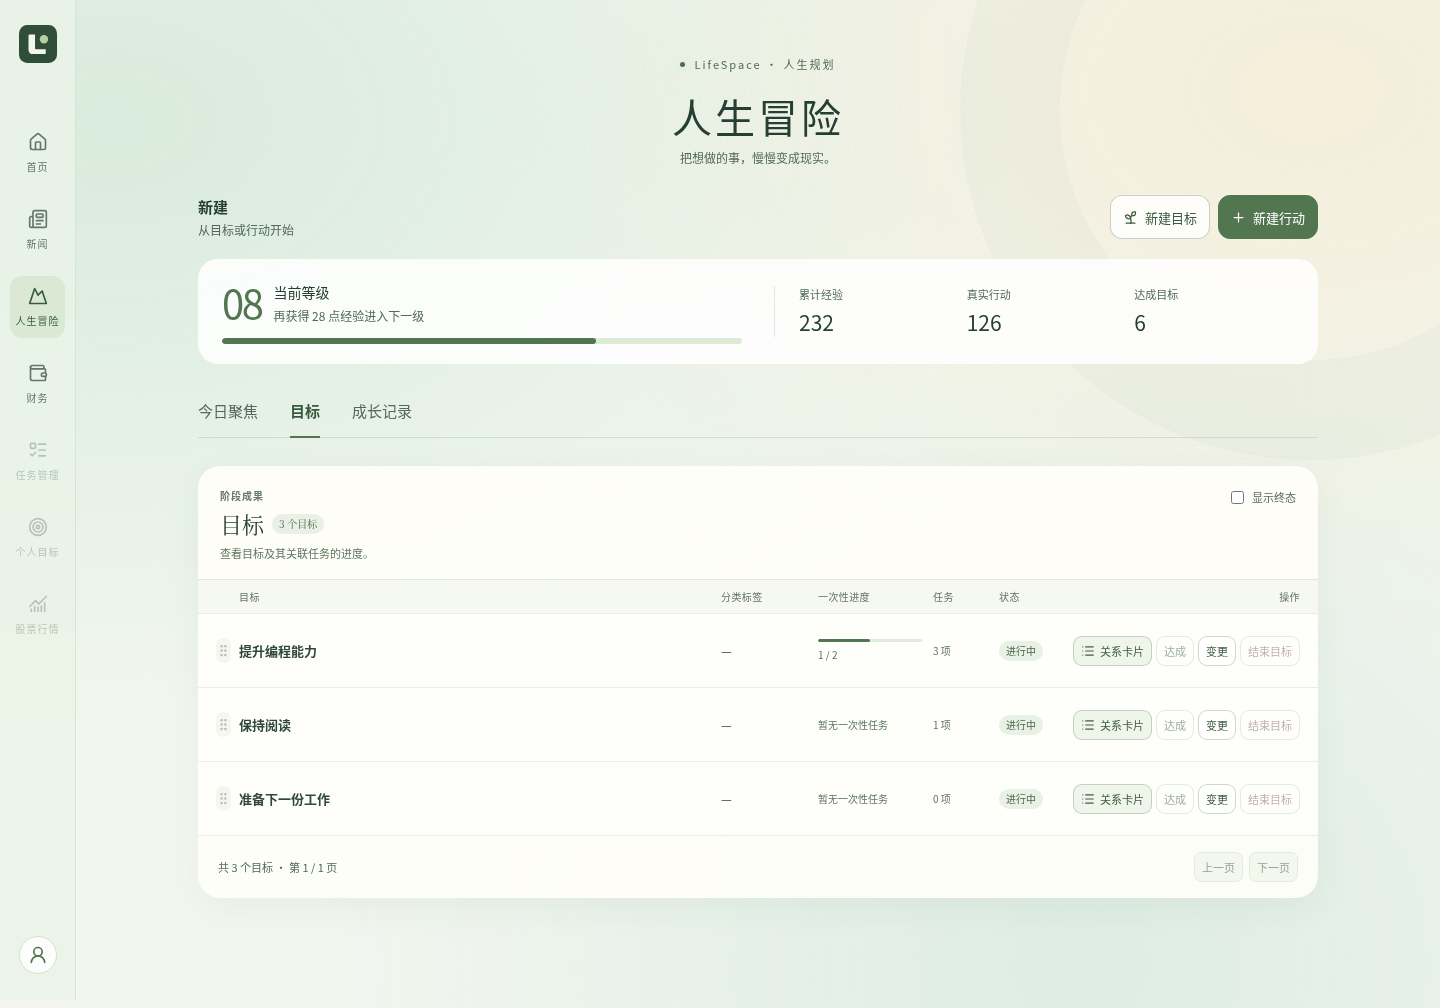 首页
新闻
人生冒险
财务
任务管理
个人目标
股票行情
LifeSpace · 人生规划
人生冒险
把想做的事，慢慢变成现实。
新建
从目标或行动开始
新建目标
新建行动
08
当前等级
再获得 28 点经验进入下一级
累计经验
232
真实行动
126
达成目标
6
今日聚焦 目标 成长记录
阶段成果
目标 3 个目标
查看目标及其关联任务的进度。
显示终态
目标 分类标签 一次性进度 任务 状态 操作
提升编程能力 — 1 / 2 3 项 进行中 关系卡片 达成 变更 结束目标
保持阅读 — 暂无一次性任务 1 项 进行中 关系卡片 达成 变更 结束目标
准备下一份工作 — 暂无一次性任务 0 项 进行中 关系卡片 达成 变更 结束目标
共 3 个目标 · 第 1 / 1 页 上一页 下一页